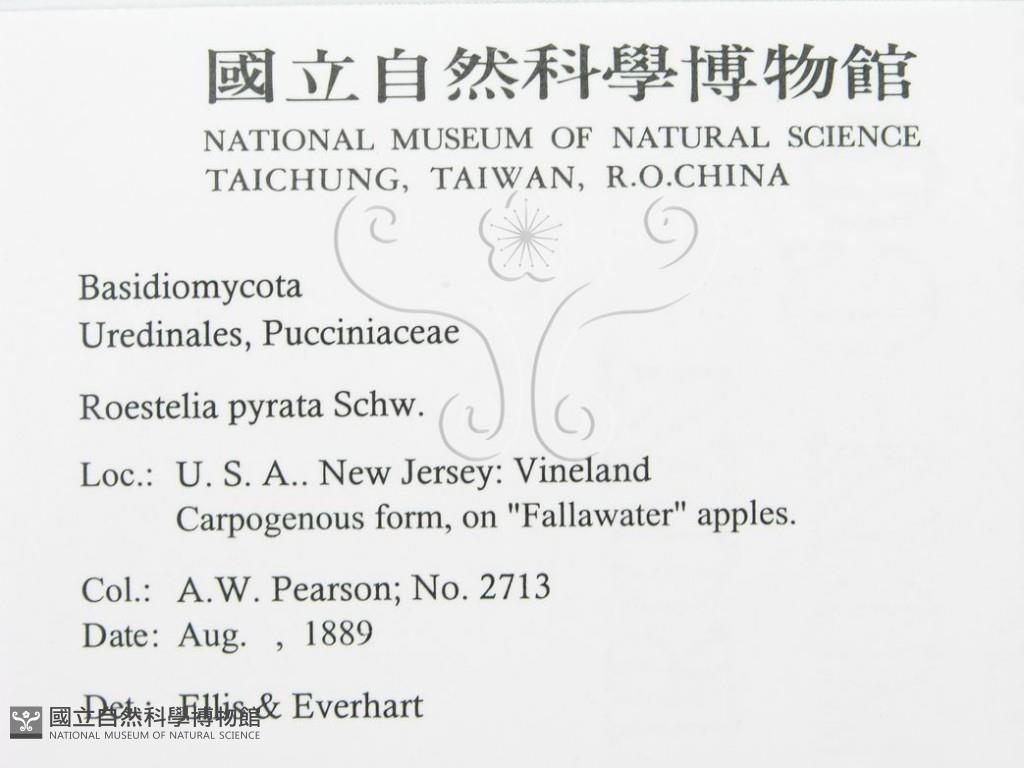 國立自然科學博物館
NATIONAL MUSEUM OF NATURAL SCIENCE
TAICHUNG, TAIWAN, R.O.CHINA
Basidiomycota
Uredinales, Pucciniaceae
Roestelia pyrata Schw.
Loc.: U. S. A.. New Jersey: Vineland
Carpogenous form, on "Fallawater" apples.
Col.: A.W. Pearson; No. 2713
Date: Aug. , 1889
Det.: Ellis & Everhart
國立自然科學博物館
NATIONAL MUSEUM OF NATURAL SCIENCE